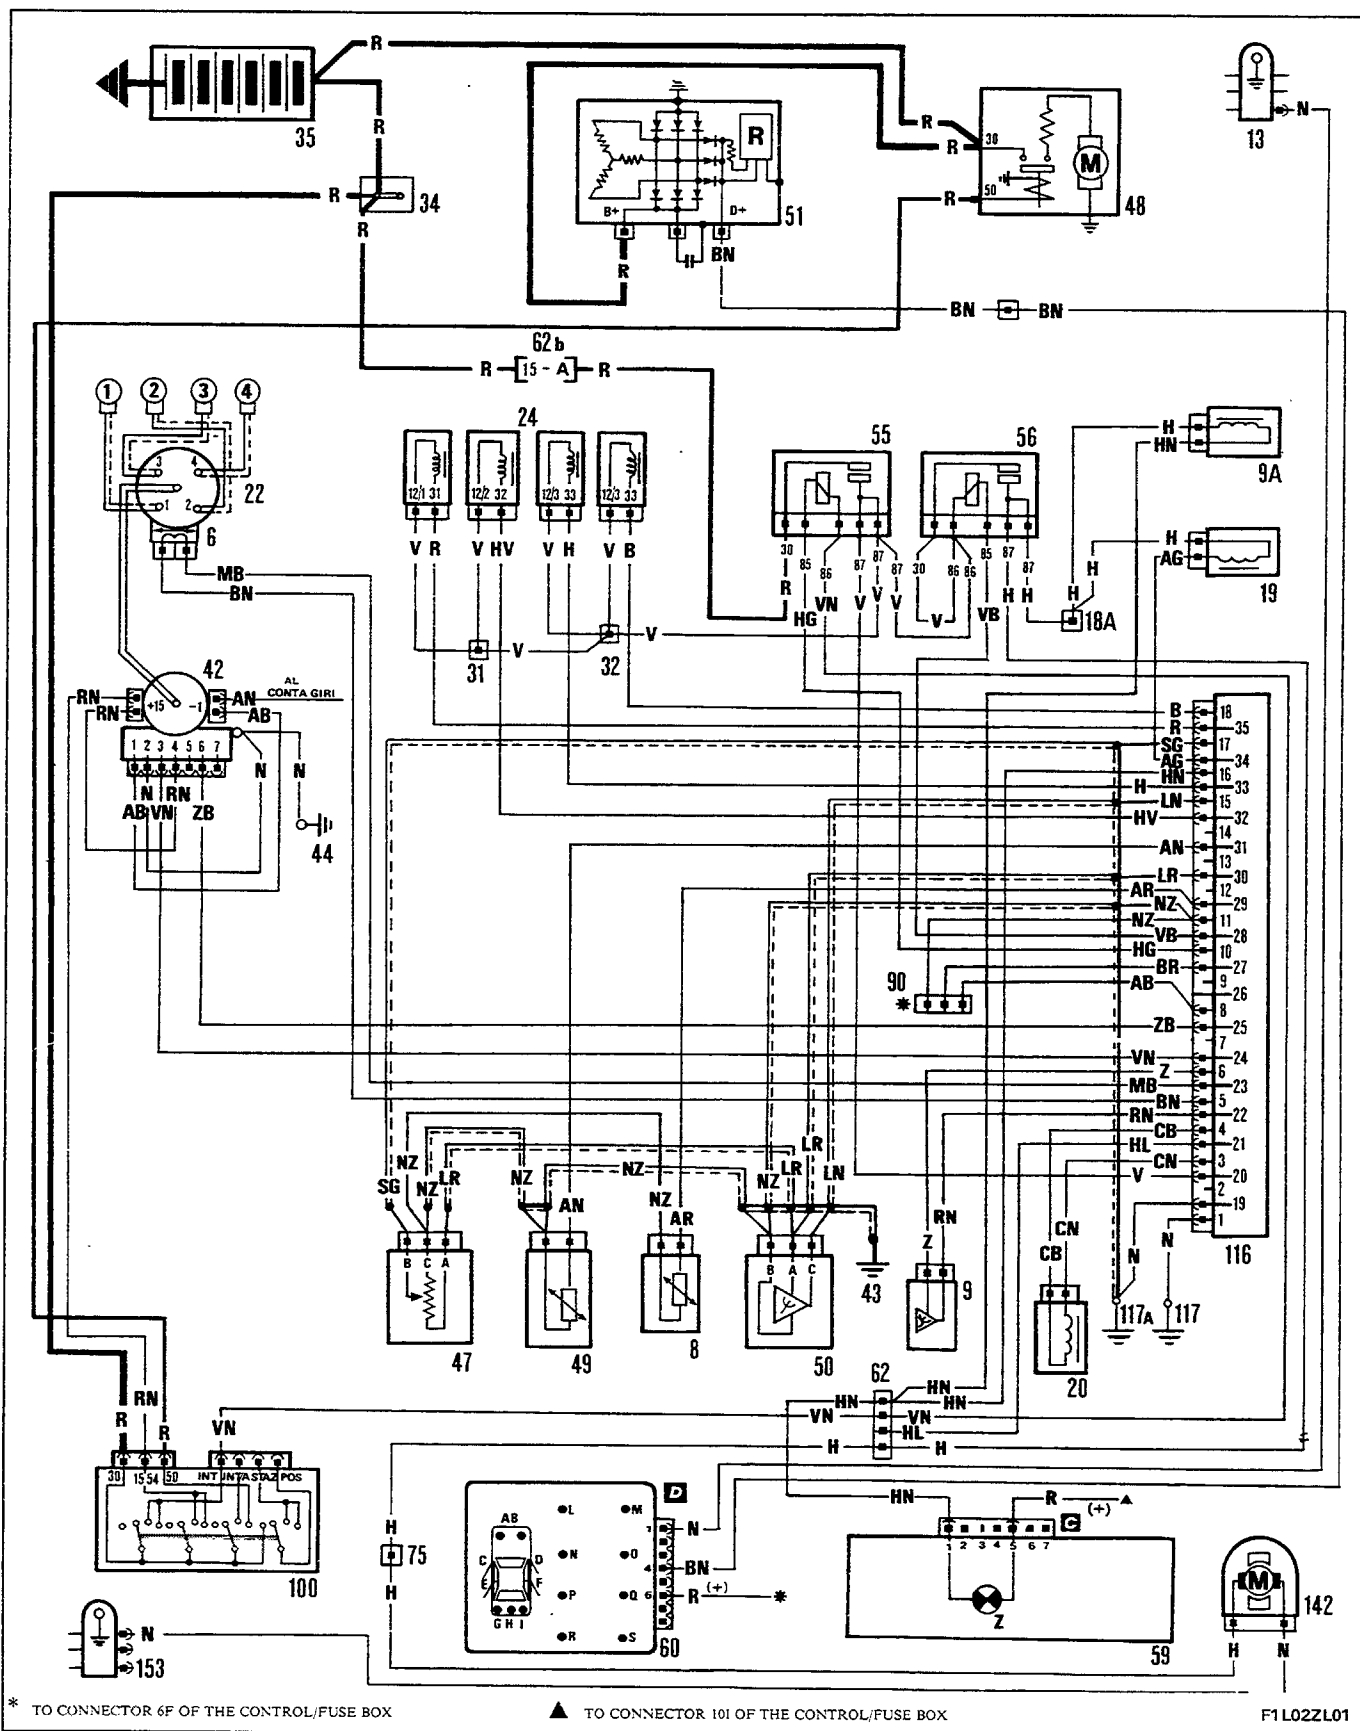 R
35
R
R
34
R
R
B+
D+
51
R
BN
R
R
30
50
M
48
R
13
N
BN
BN
62b
R
15 - A
R
1
2
3
4
3
4
1
2
22
6
MB
BN
24
12/1 31
12/2 32
12/3 33
12/3 33
V R
V HV
V H
V B
31
V
32
V
55
30
85
86
87
87
87
R
HG
VN
V
V
V
56
30
86
86
85
87
87
V
VB
H
H
H
H
18A
H
HN
9A
H
AG
19
42
RN
RN
+15
-1
AN
AB
AL
CONTA GIRI
1 2 3 4 5 6 7
N
N
N
RN
AB
VN
ZB
44
B
R
SG
AG
HN
H
LN
HV
AN
LR
AR
NZ
NZ
VB
HG
BR
AB
ZB
VN
Z
MB
BN
RN
CB
HL
CN
V
18
35
17
34
16
33
15
32
14
31
13
30
12
29
11
28
10
27
9
26
8
25
7
24
6
23
5
22
4
21
3
20
2
19
1
116
90
*
SG
NZ
NZ
LR
NZ
AN
NZ
NZ
AR
NZ
LR
LR
LN
B C A
47
49
8
B A C
50
43
Z
RN
9
CB
CN
20
N
N
117A
117
R
RN
R
VN
30
15 54
50
INT INTA STAZ POS
100
62
HN
VN
H
HN
HN
VN
HL
H
H
75
H
D
AB
C
D
E
F
G H I
L
M
N
O
P
Q
R
S
1
4
6
N
BN
R
(+)
*
60
HN
R
(+)
C
1 2 3 4 5 6 7
Z
59
M
142
H
N
N
153
* TO CONNECTOR 6F OF THE CONTROL/FUSE BOX
▲ TO CONNECTOR 101 OF THE CONTROL/FUSE BOX
F1L02ZL01